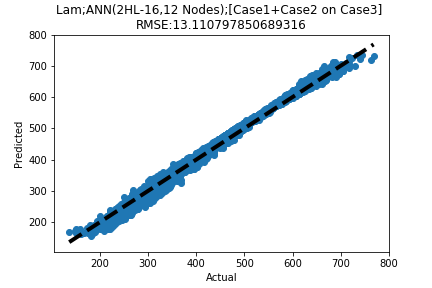 Lam;ANN(2HL-16,12 Nodes);[Case1+Case2 on Case3]
RMSE:13.110797850689316
800
700
600
500
400
300
200
Predicted
200 300 400 500 600 700 800
Actual